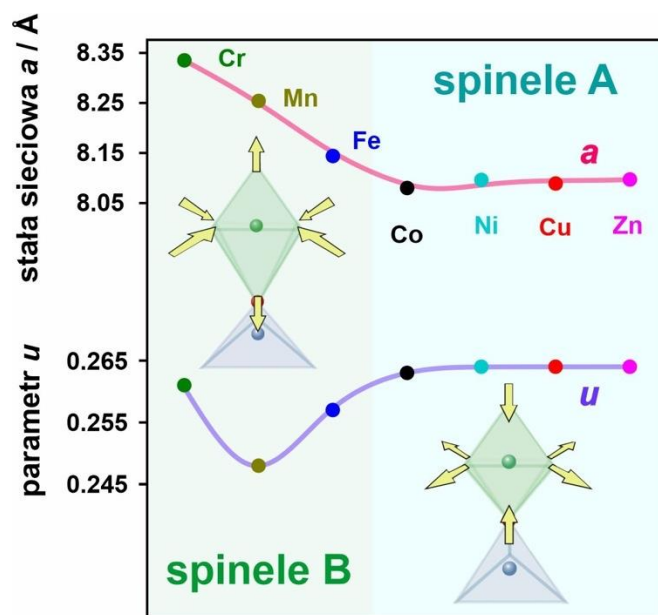 stała sieciowa a / Å
8.35
8.25
8.15
8.05
Cr
Mn
Fe
Co
Ni
Cu
Zn
spinele A
a
parametr u
0.265
0.255
0.245
u
spinele B